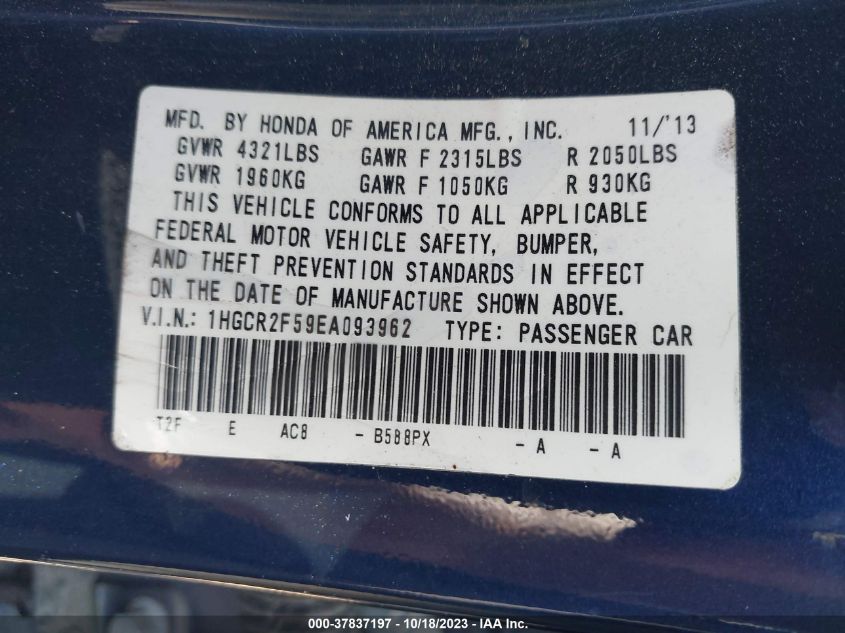 MFD. BY HONDA OF AMERICA MFG., INC. 11/'13
GVWR 4321LBS GAWR F 2315LBS R 2050LBS
GVWR 1960KG GAWR F 1050KG R 930KG
THIS VEHICLE CONFORMS TO ALL APPLICABLE
FEDERAL MOTOR VEHICLE SAFETY, BUMPER,
AND THEFT PREVENTION STANDARDS IN EFFECT
ON THE DATE OF MANUFACTURE SHOWN ABOVE.
V.I.N.: 1HGCR2F59EA093962 TYPE: PASSENGER CAR
T2F E AC8 - B588PX - A - A
000-37837197 - 10/18/2023 - IAA Inc.